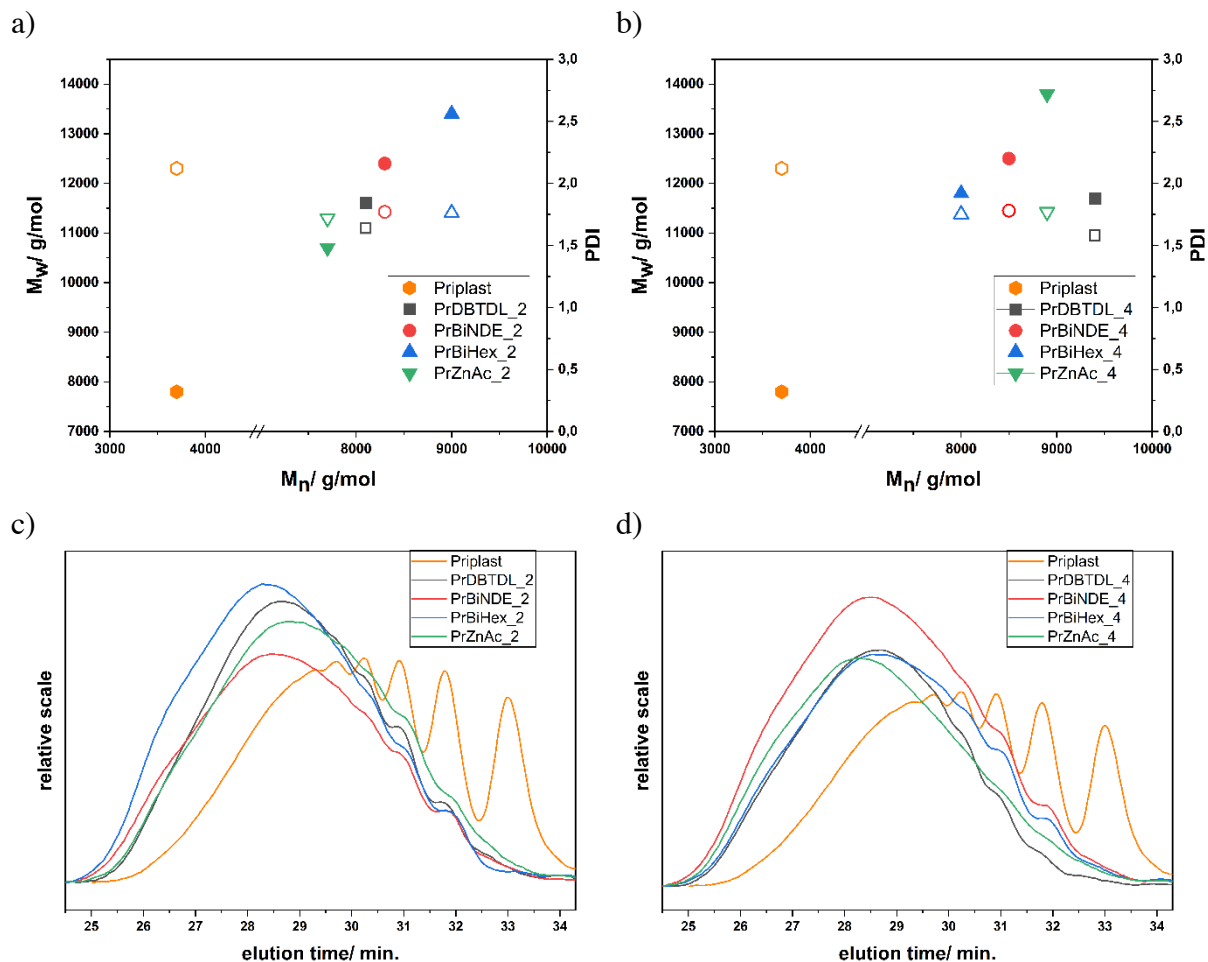 a)
14000
13000
12000
11000
10000
9000
8000
7000
M_w/ g/mol
3,0
2,5
2,0
1,5
1,0
0,5
0,0
PDI
Priplast
PrDBTDL_2
PrBiNDE_2
PrBiHex_2
PrZnAc_2
3000
4000
8000
9000
10000
M_n/ g/mol
b)
14000
13000
12000
11000
10000
9000
8000
7000
M_w/ g/mol
3,0
2,5
2,0
1,5
1,0
0,5
0,0
PDI
Priplast
PrDBTDL_4
PrBiNDE_4
PrBiHex_4
PrZnAc_4
3000
4000
8000
9000
10000
M_n/ g/mol
c)
relative scale
Priplast
PrDBTDL_2
PrBiNDE_2
PrBiHex_2
PrZnAc_2
25 26 27 28 29 30 31 32 33 34
elution time/ min.
d)
relative scale
Priplast
PrDBTDL_4
PrBiNDE_4
PrBiHex_4
PrZnAc_4
25 26 27 28 29 30 31 32 33 34
elution time/ min.